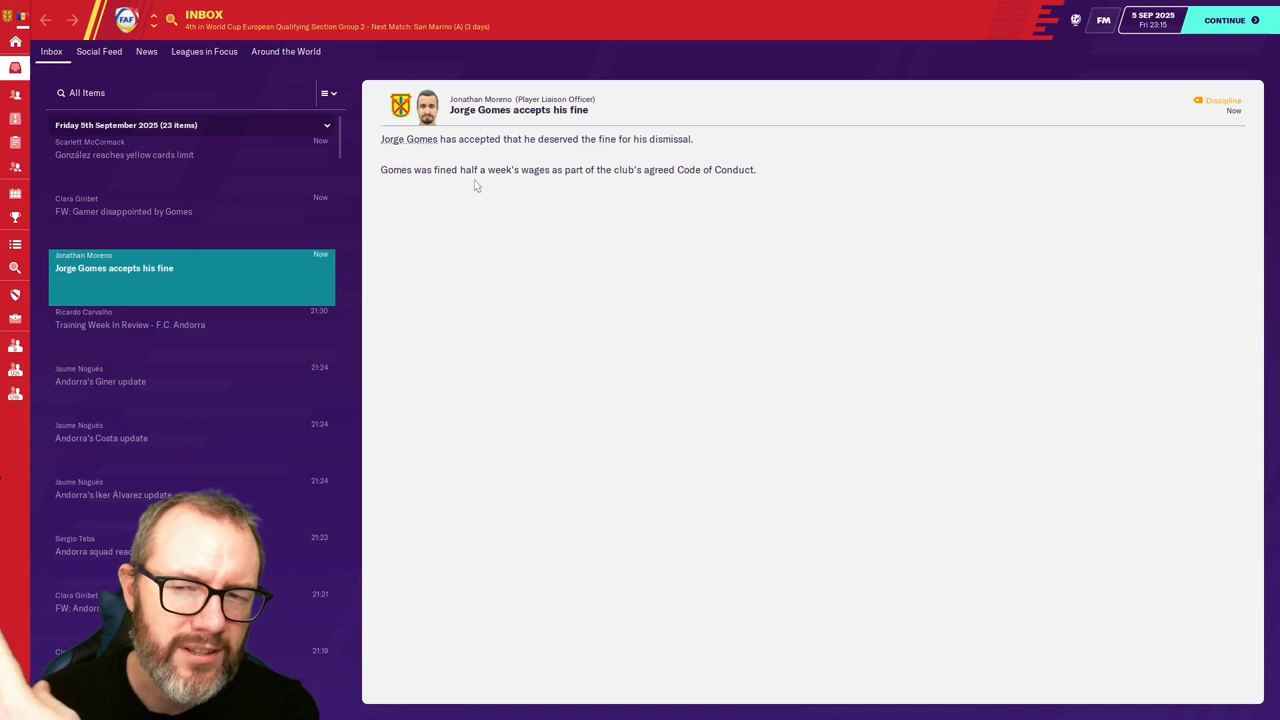 INBOX
4th in World Cup European Qualifying Section Group 2 - Next Match: San Marino (A) (3 days)
FM
5 SEP 2025
Fri 23:15
CONTINUE
Inbox Social Feed News Leagues in Focus Around the World
All Items
Friday 5th September 2025 (23 items)
Scarlett McCormack Now
González reaches yellow cards limit
Clara Giribet Now
FW: Gamer disappointed by Gomes
Jonathan Moreno Now
Jorge Gomes accepts his fine
Ricardo Carvalho 21:30
Training Week In Review - F.C. Andorra
Jaume Nogués 21:24
Andorra's Giner update
Jaume Nogués 21:24
Andorra's Costa update
Jaume Nogués 21:24
Andorra's Iker Álvarez update
Sergio Teba 21:23
Andorra squad
Clara Giribet 21:21
FW:
21:19
Jonathan Moreno (Player Liaison Officer)
Jorge Gomes accepts his fine
Discipline
Now
Jorge Gomes has accepted that he deserved the fine for his dismissal.
Gomes was fined half a week's wages as part of the club's agreed Code of Conduct.